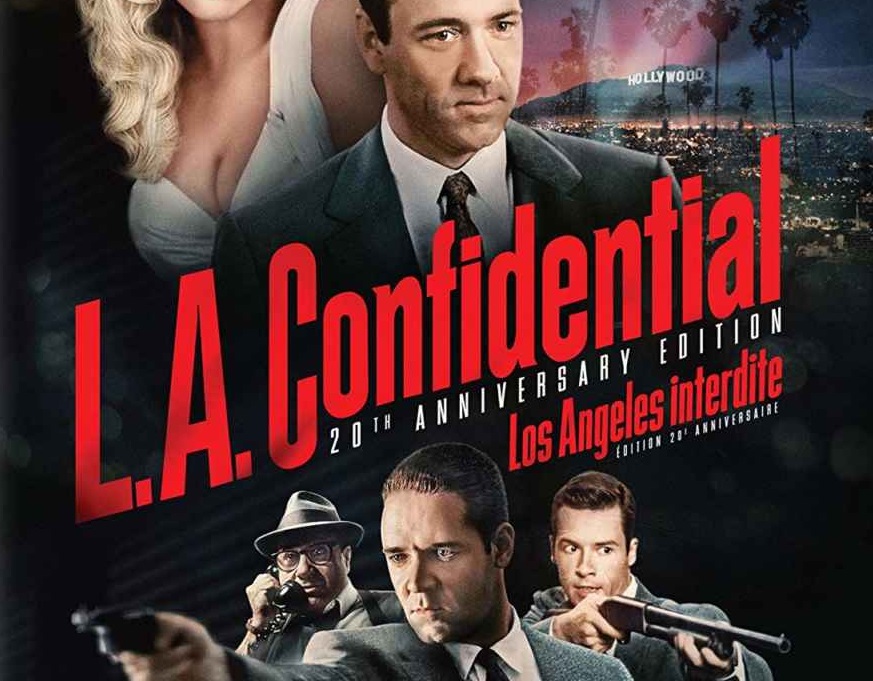 HOLLYWOOD
L.A. Confidential
20TH ANNIVERSARY EDITION
Los Angeles interdite
ÉDITION 20E ANNIVERSAIRE